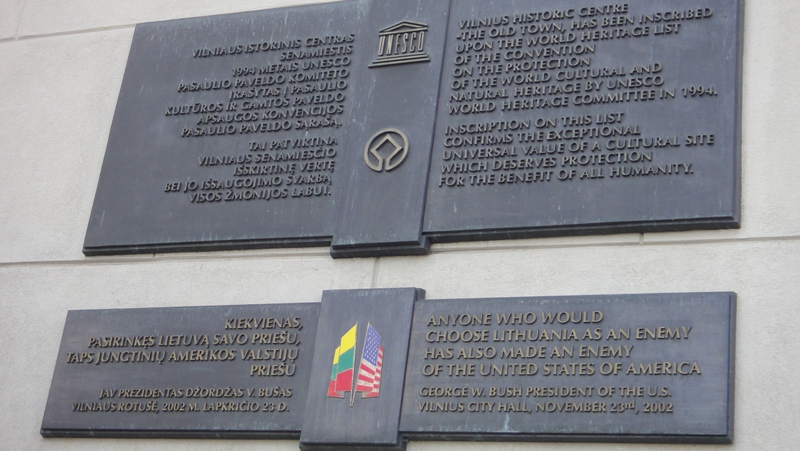 VILNIAUS ISTORINIS CENTRAS
SENAMIESTIS
1994 METAIS UNESCO
PASAULIO PAVELDO KOMITETO
ĮRAŠYTAS Į PASAULIO
KULTŪROS IR GAMTOS PAVELDO
APSAUGOS KONVENCIJOS
PASAULIO PAVELDO SĄRAŠĄ.
TAI PATVIRTINA
VILNIAUS SENAMIESČIO
IŠSKIRTINĘ VERTĘ
BEI JO IŠSAUGOJIMO SVARBĄ
VISOS ŽMONIJOS LABUI.
UNESCO
VILNIUS HISTORIC CENTRE
-THE OLD TOWN, HAS BEEN INSCRIBED
UPON THE WORLD HERITAGE LIST
OF THE CONVENTION
ON THE PROTECTION
OF THE WORLD CULTURAL AND
NATURAL HERITAGE BY UNESCO
WORLD HERITAGE COMMITTEE IN 1994.
INSCRIPTION ON THIS LIST
CONFIRMS THE EXCEPTIONAL
UNIVERSAL VALUE OF A CULTURAL SITE
WHICH DESERVES PROTECTION
FOR THE BENEFIT OF ALL HUMANITY.
KIEKVIENAS,
PASIRINKĘS LIETUVĄ SAVO PRIEŠU,
TAPS JUNGTINIŲ AMERIKOS VALSTIJŲ
PRIEŠU
JAV PREZIDENTAS DŽORDŽAS V. BUŠAS
VILNIAUS ROTUŠĖ, 2002 M. LAPKRIČIO 23 D.
ANYONE WHO WOULD
CHOOSE LITHUANIA AS AN ENEMY
HAS ALSO MADE AN ENEMY
OF THE UNITED STATES OF AMERICA
GEORGE W. BUSH PRESIDENT OF THE U.S.
VILNIUS CITY HALL, NOVEMBER 23rd, 2002